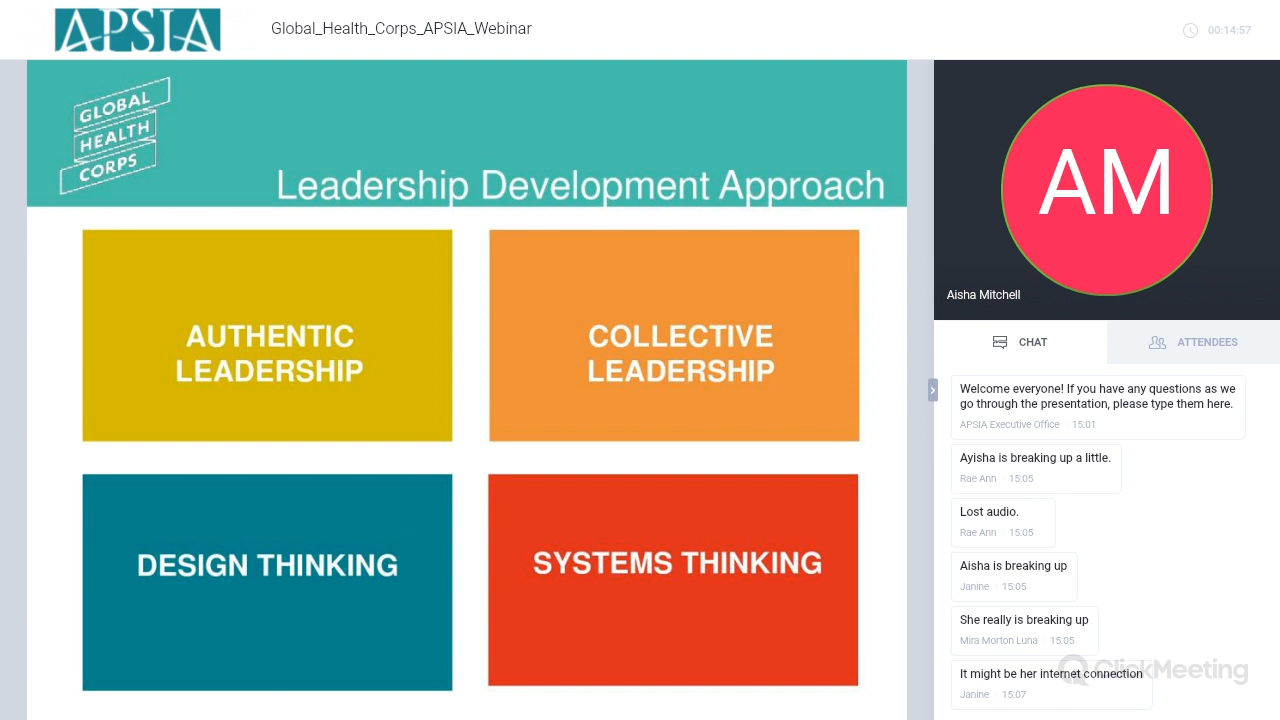 APSIA
Global_Health_Corps_APSIA_Webinar
00:14:57
GLOBAL
HEALTH
CORPS
Leadership Development Approach
AUTHENTIC
LEADERSHIP
COLLECTIVE
LEADERSHIP
DESIGN THINKING
SYSTEMS THINKING
AM
Aisha Mitchell
CHAT
ATTENDEES
Welcome everyone! If you have any questions as we
go through the presentation, please type them here.
APSIA Executive Office 15:01
Ayisha is breaking up a little.
Rae Ann 15:05
Lost audio.
Rae Ann 15:05
Aisha is breaking up
Janine 15:05
She really is breaking up
Mira Morton Luna 15:05
It might be her internet connection
Janine 15:07
ClickMeeting